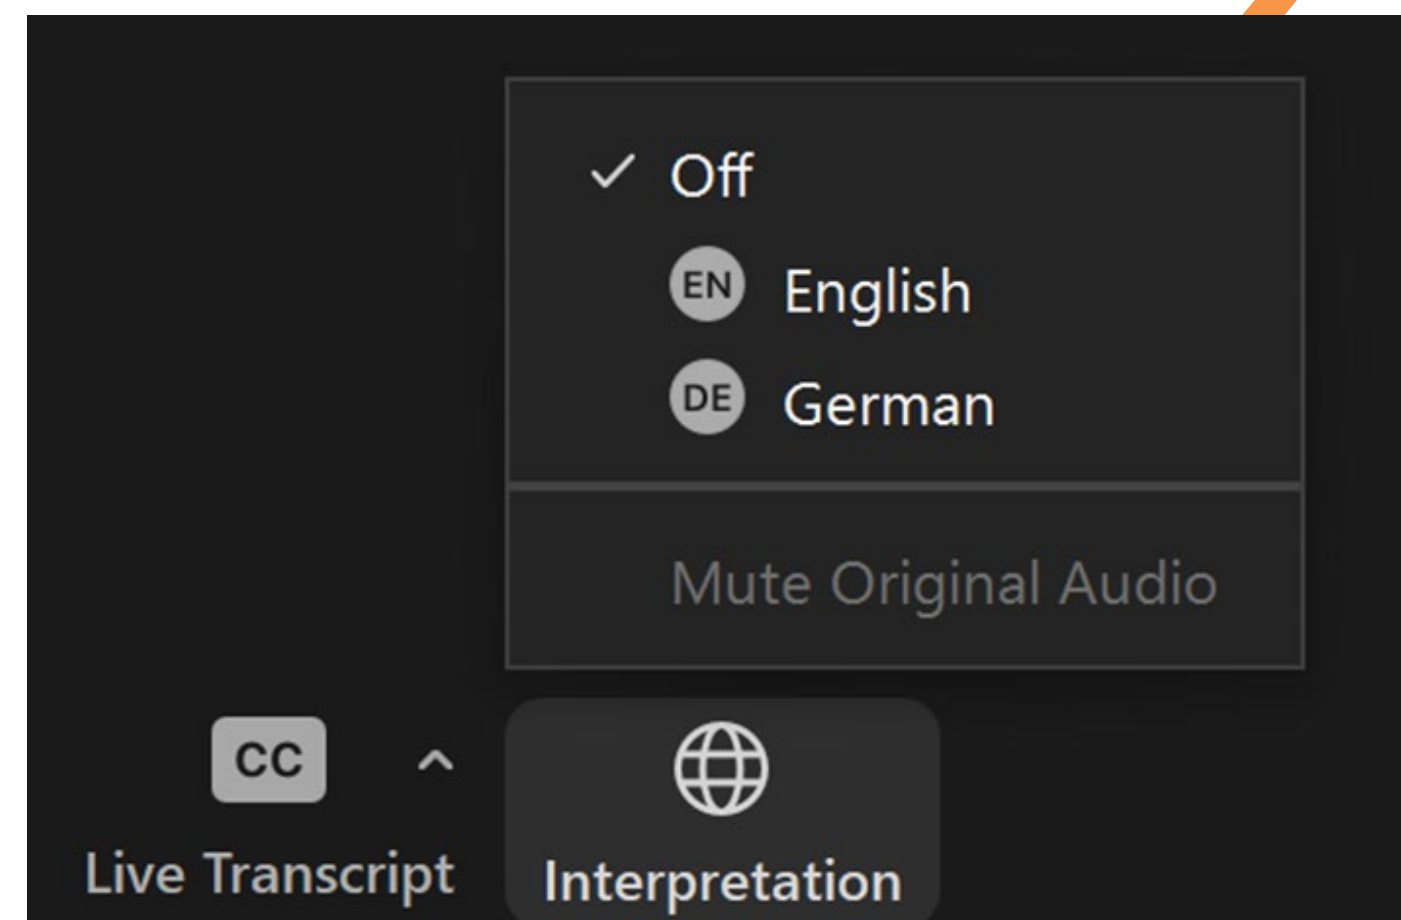 Off
EN English
DE German
Mute Original Audio
CC
Live Transcript
Interpretation